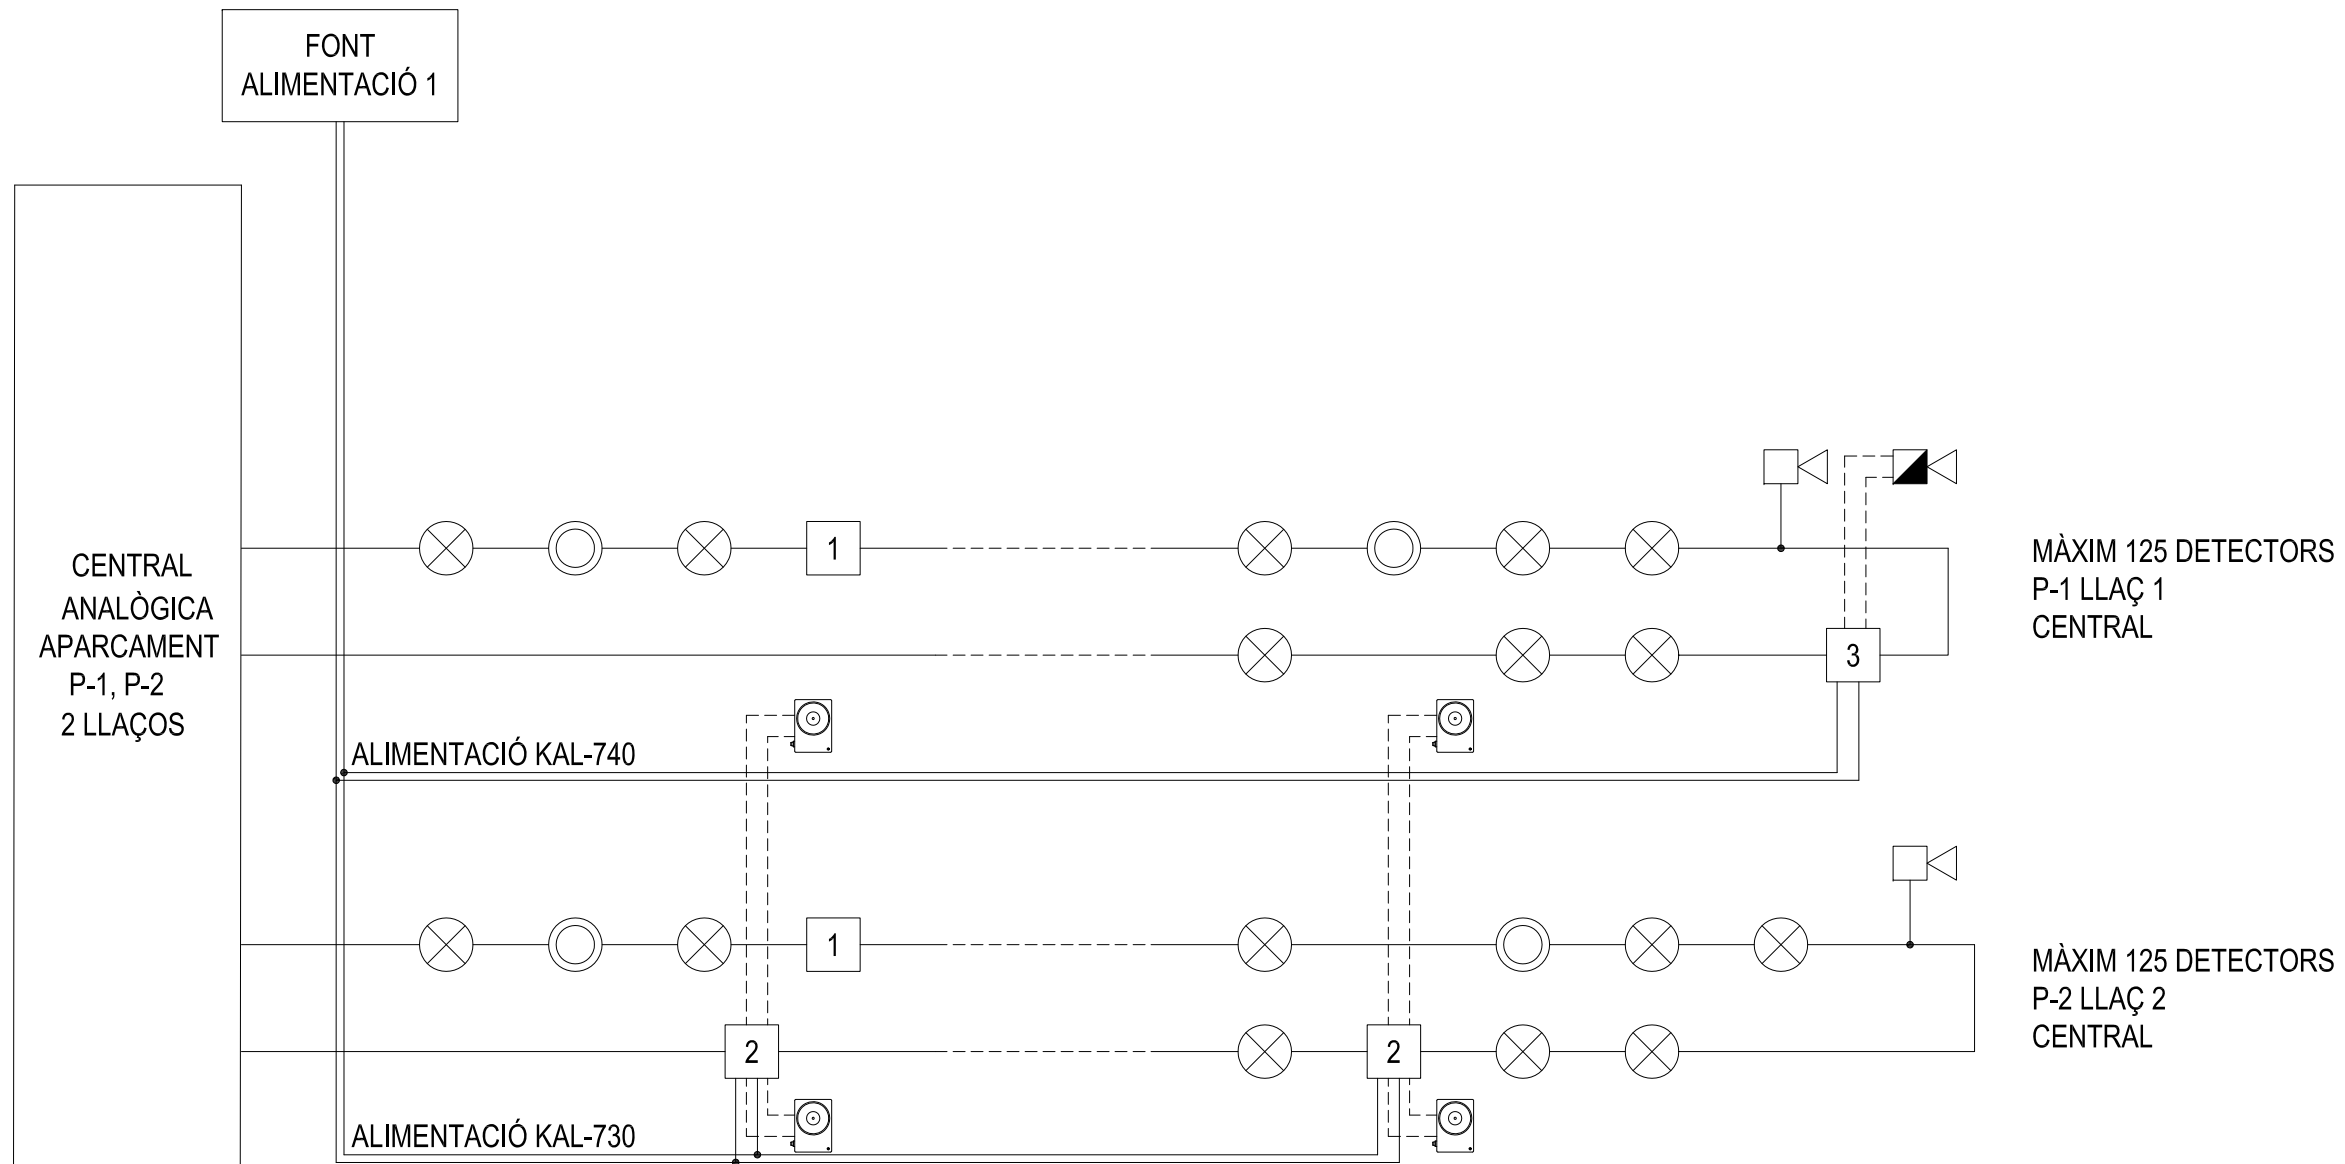 FONT
ALIMENTACIÓ 1
CENTRAL
ANALÒGICA
APARCAMENT
P-1, P-2
2 LLAÇOS
1
MÀXIM 125 DETECTORS
P-1 LLAÇ 1
CENTRAL
3
ALIMENTACIÓ KAL-740
1
MÀXIM 125 DETECTORS
P-2 LLAÇ 2
CENTRAL
2
2
ALIMENTACIÓ KAL-730